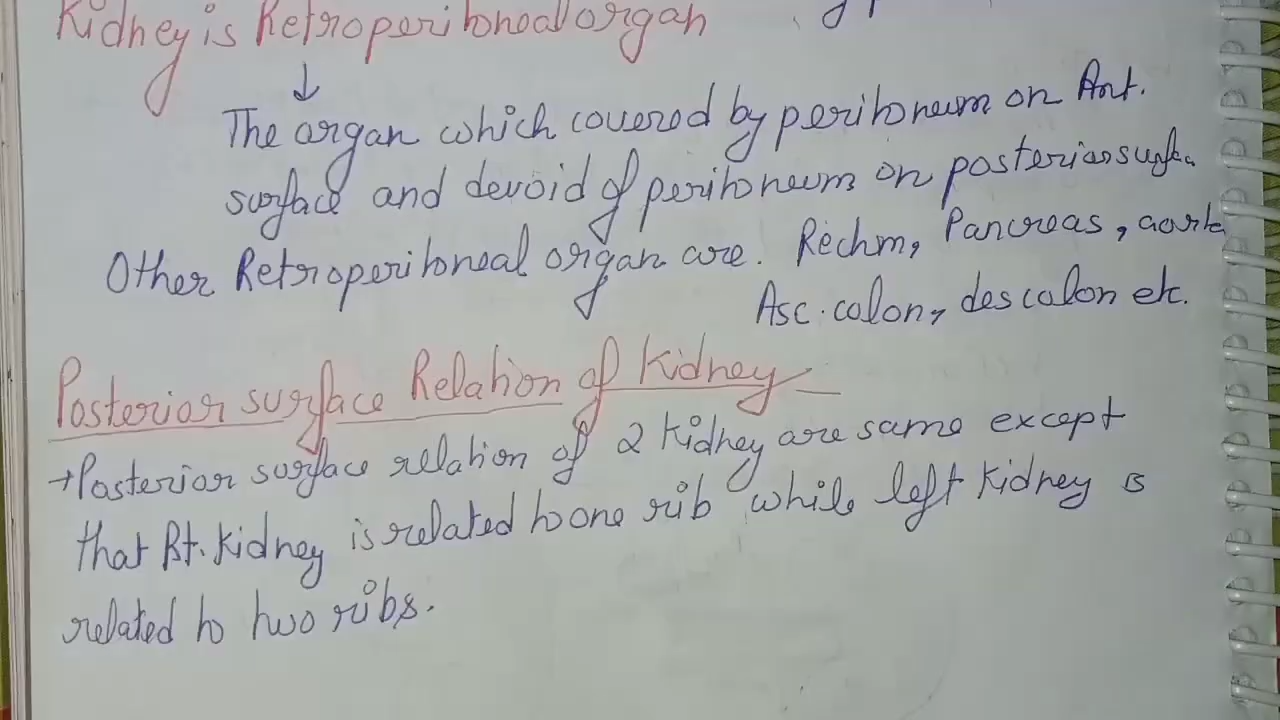 Kidney is Retroperitoneal organ
↓
The organ which covered by peritoneum on Ant.
surface and devoid of peritoneum on posterior surface
Other Retroperitoneal organ are. Rectum, Pancreas, aorta
Asc. colon, des colon etc.
Posterior surface Relation of Kidney
→ Posterior surface relation of 2 Kidney are same except
that Rt. Kidney is related to one rib while left Kidney is
related to two ribs.